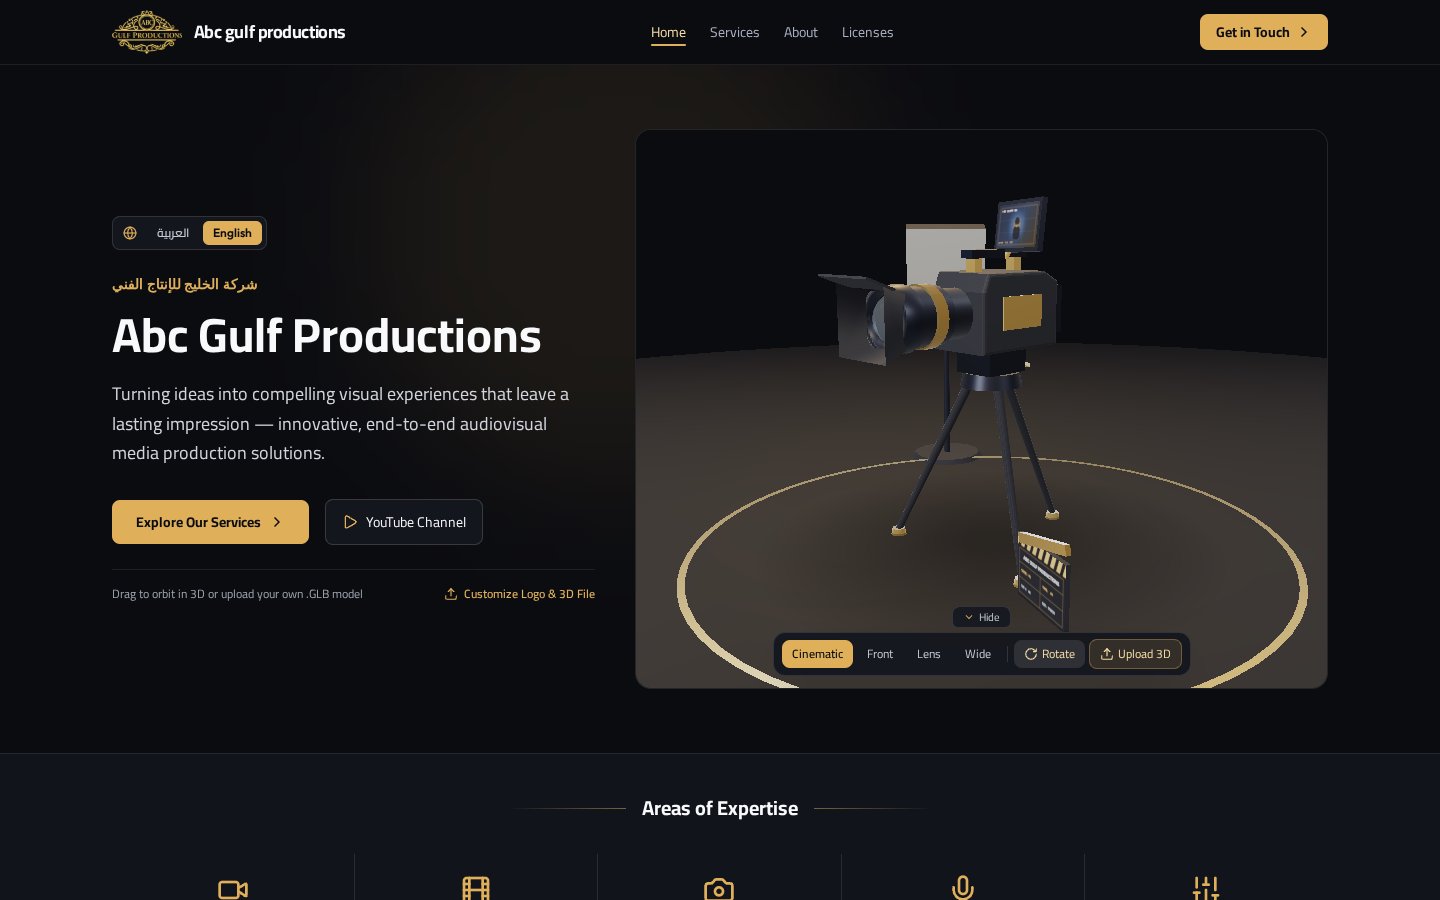 ABC
GULF PRODUCTIONS
Abc gulf productions
Home
Services
About
Licenses
Get in Touch
العربية
English
شركة الخليج للإنتاج الفني
Abc Gulf Productions
Turning ideas into compelling visual experiences that leave a
lasting impression — innovative, end-to-end audiovisual
media production solutions.
Explore Our Services
YouTube Channel
Drag to orbit in 3D or upload your own .GLB model
Customize Logo & 3D File
Hide
Cinematic
Front
Lens
Wide
Rotate
Upload 3D
Areas of Expertise